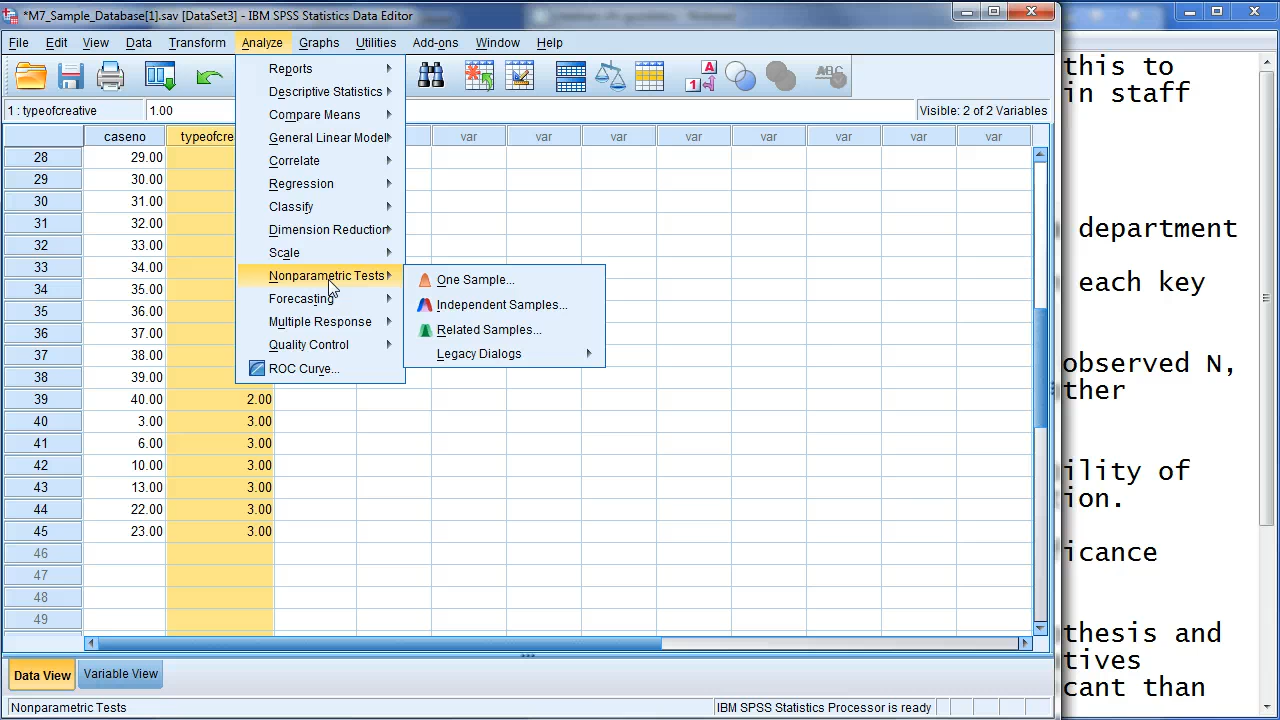 *M7_Sample_Database[1].sav [DataSet3] - IBM SPSS Statistics Data Editor
File Edit View Data Transform Analyze Graphs Utilities Add-ons Window Help
1 : typeofcreative 1.00 Visible: 2 of 2 Variables
caseno typeofcre var var var var var var var var
28 29.00
29 30.00
30 31.00
31 32.00
32 33.00
33 34.00
34 35.00
35 36.00
36 37.00
37 38.00
38 39.00
39 40.00 2.00
40 3.00 3.00
41 6.00 3.00
42 10.00 3.00
43 13.00 3.00
44 22.00 3.00
45 23.00 3.00
46
47
48
49
Reports
Descriptive Statistics
Compare Means
General Linear Model
Correlate
Regression
Classify
Dimension Reduction
Scale
Nonparametric Tests
Forecasting
Multiple Response
Quality Control
ROC Curve...
One Sample...
Independent Samples...
Related Samples...
Legacy Dialogs
A
1
ABC
Data View Variable View
Nonparametric Tests IBM SPSS Statistics Processor is ready
this to
in staff
department
each key
observed N,
ther
ility of
ion.
icance
thesis and
tives
cant than